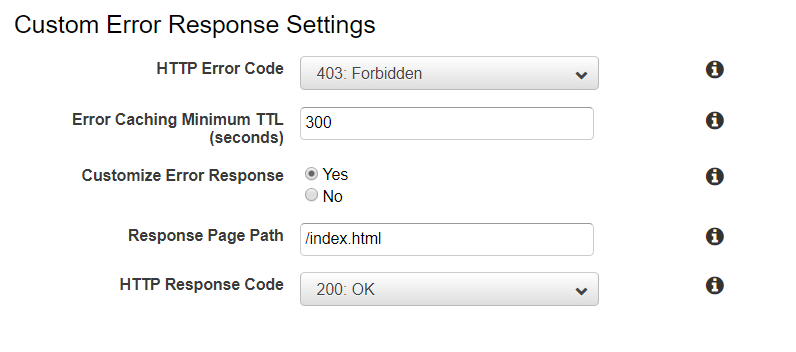 Custom Error Response Settings
HTTP Error Code 403: Forbidden
Error Caching Minimum TTL
(seconds) 300
Customize Error Response Yes
No
Response Page Path /index.html
HTTP Response Code 200: OK